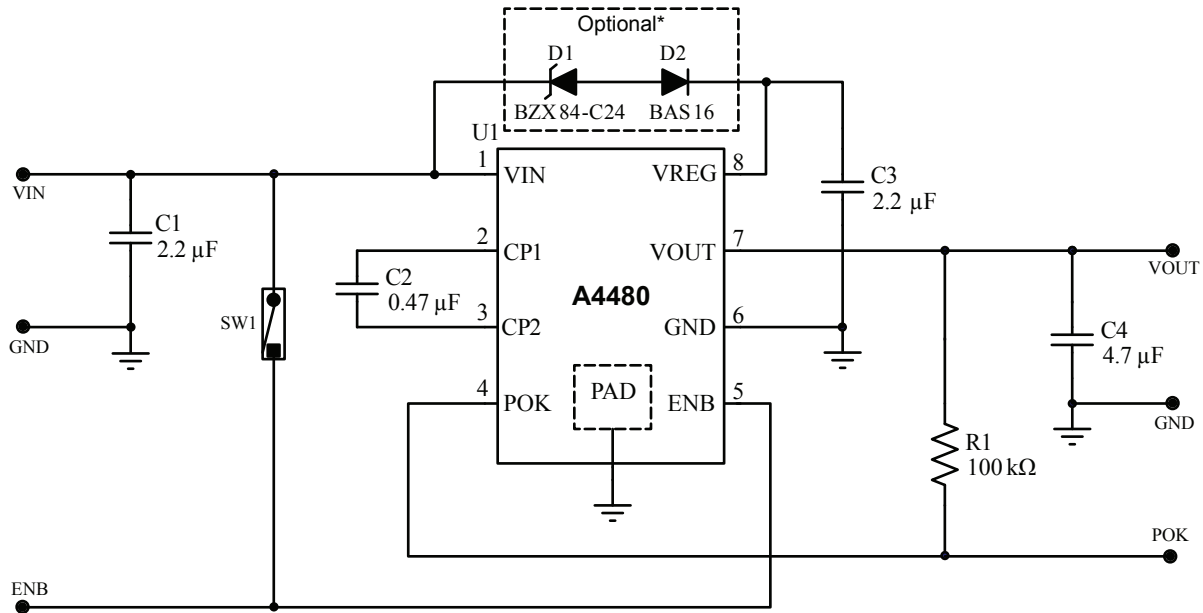 Optional*
D1 D2
BZX84-C24 BAS16
U1
1 VIN VREG 8
VIN
C3
2.2 µF
C1
2.2 µF
2 CP1 VOUT 7
VOUT
C2
0.47 µF
A4480
SW1
3 CP2 GND 6
GND
C4
4.7 µF
PAD
4 POK ENB 5
GND
R1
100 kΩ
POK
ENB